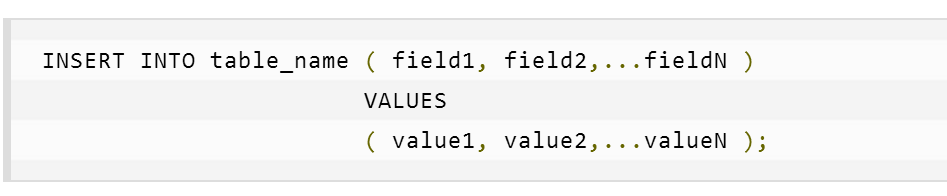 INSERT INTO table_name ( field1, field2,...fieldN )
VALUES
( value1, value2,...valueN );